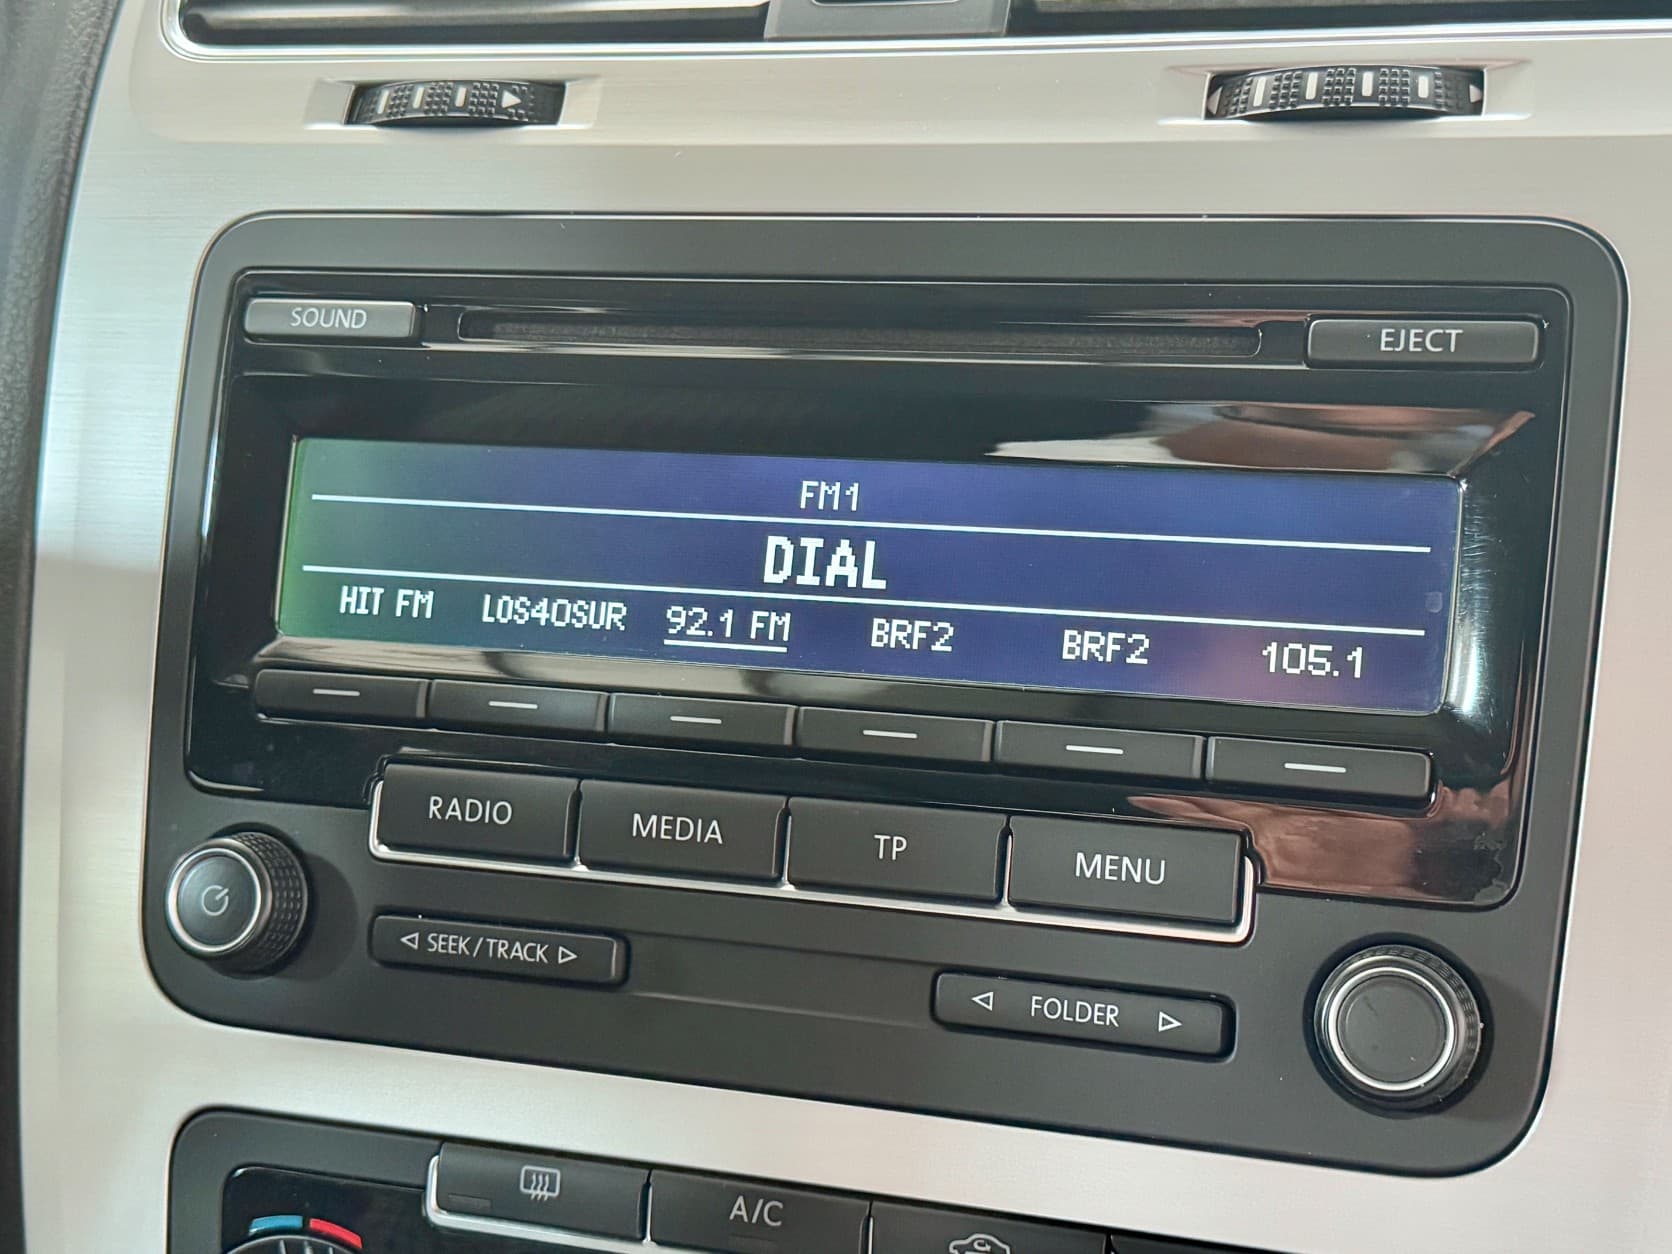 SOUND
EJECT
FM1
DIAL
HIT FM LOS40SUR 92.1 FM BRF2 BRF2 105.1
RADIO MEDIA TP MENU
SEEK/TRACK
FOLDER
A/C